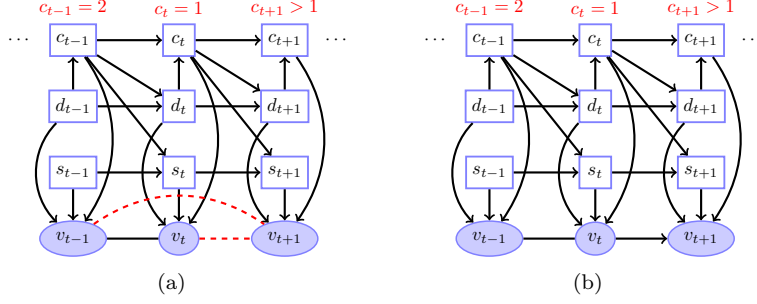 c_{t−1} = 2 c_t = 1 c_{t+1} > 1 c_{t−1} = 2 c_t = 1 c_{t+1} > 1
··· c_{t−1} c_t c_{t+1} ··· ··· c_{t−1} c_t c_{t+1} ··
d_{t−1} d_t d_{t+1} d_{t−1} d_t d_{t+1}
s_{t−1} s_t s_{t+1} s_{t−1} s_t s_{t+1}
v_{t−1} v_t v_{t+1} v_{t−1} v_t v_{t+1}
(a) (b)